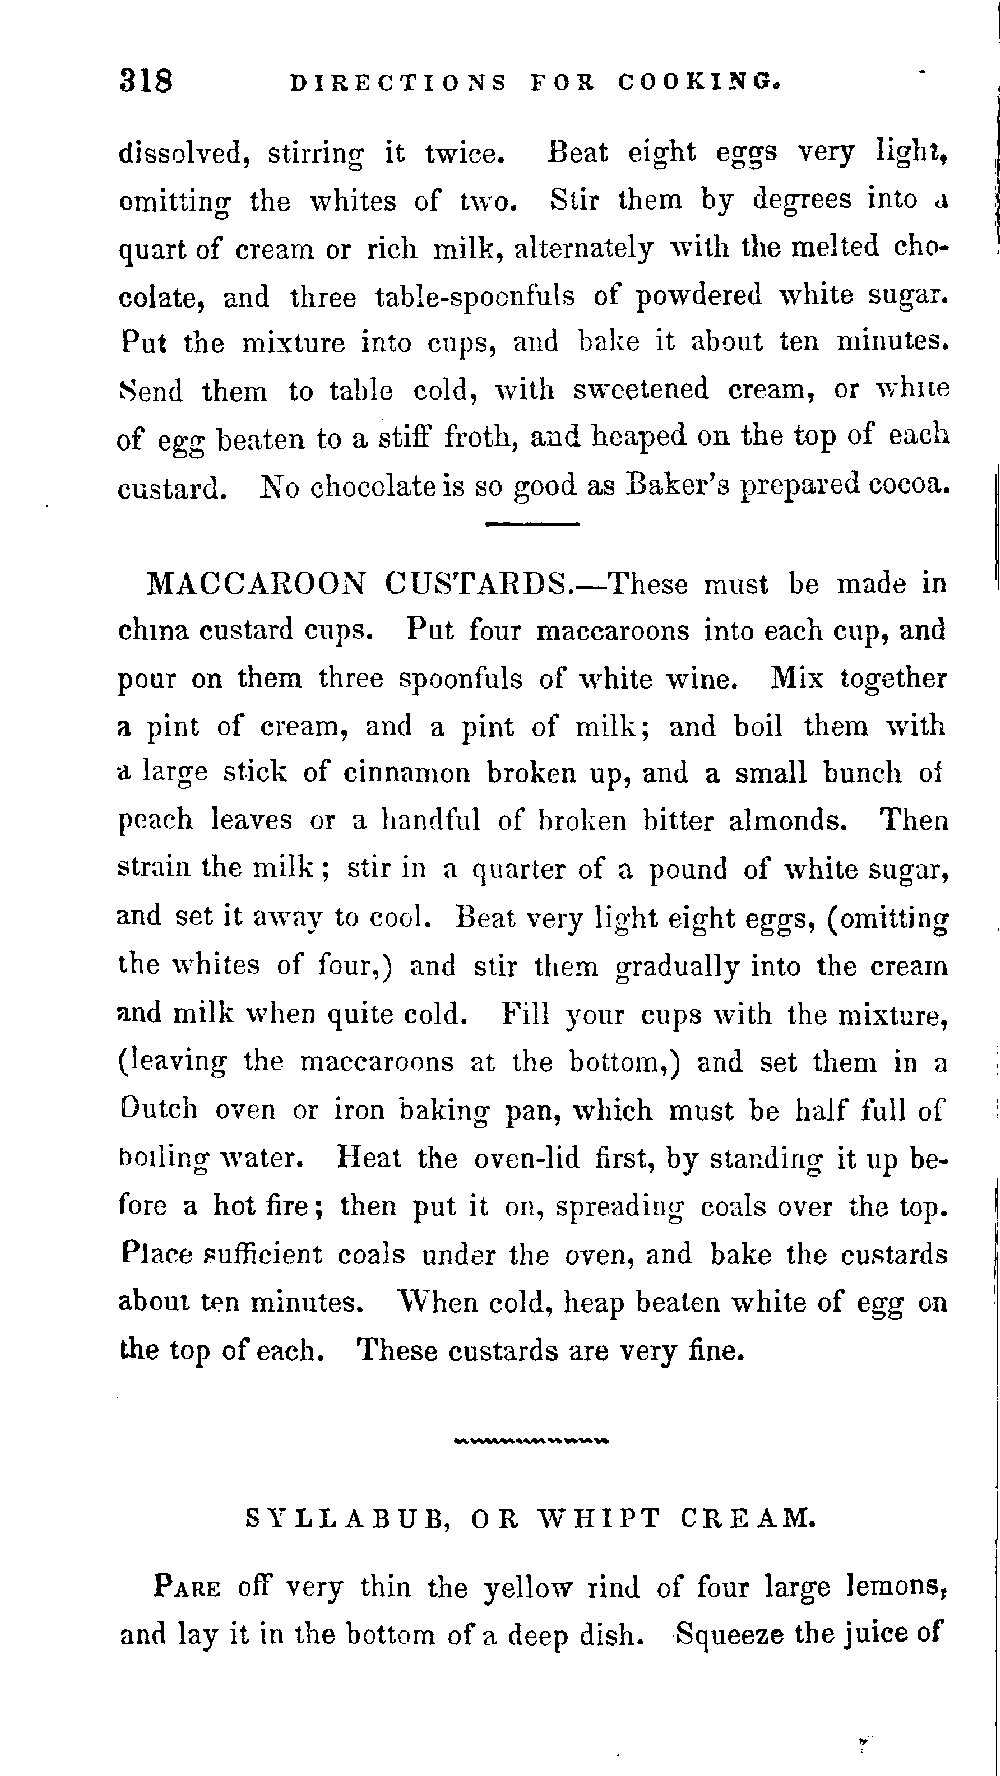 318 DIRECTIONS FOR COOKING.
dissolved, stirring it twice. Beat eight eggs very light,
omitting the whites of two. Stir them by degrees into a
quart of cream or rich milk, alternately with the melted cho-
colate, and three table-spoonfuls of powdered white sugar.
Put the mixture into cups, and bake it about ten minutes.
Send them to table cold, with sweetened cream, or white
of egg beaten to a stiff froth, and heaped on the top of each
custard. No chocolate is so good as Baker's prepared cocoa.
MACCAROON CUSTARDS.—These must be made in
china custard cups. Put four maccaroons into each cup, and
pour on them three spoonfuls of white wine. Mix together
a pint of cream, and a pint of milk; and boil them with
a large stick of cinnamon broken up, and a small bunch of
peach leaves or a handful of broken bitter almonds. Then
strain the milk; stir in a quarter of a pound of white sugar,
and set it away to cool. Beat very light eight eggs, (omitting
the whites of four,) and stir them gradually into the cream
and milk when quite cold. Fill your cups with the mixture,
(leaving the maccaroons at the bottom,) and set them in a
Dutch oven or iron baking pan, which must be half full of
boiling water. Heat the oven-lid first, by standing it up be-
fore a hot fire; then put it on, spreading coals over the top.
Place sufficient coals under the oven, and bake the custards
about ten minutes. When cold, heap beaten white of egg on
the top of each. These custards are very fine.
SYLLABUB, OR WHIPT CREAM.
PARE off very thin the yellow rind of four large lemons,
and lay it in the bottom of a deep dish. Squeeze the juice of